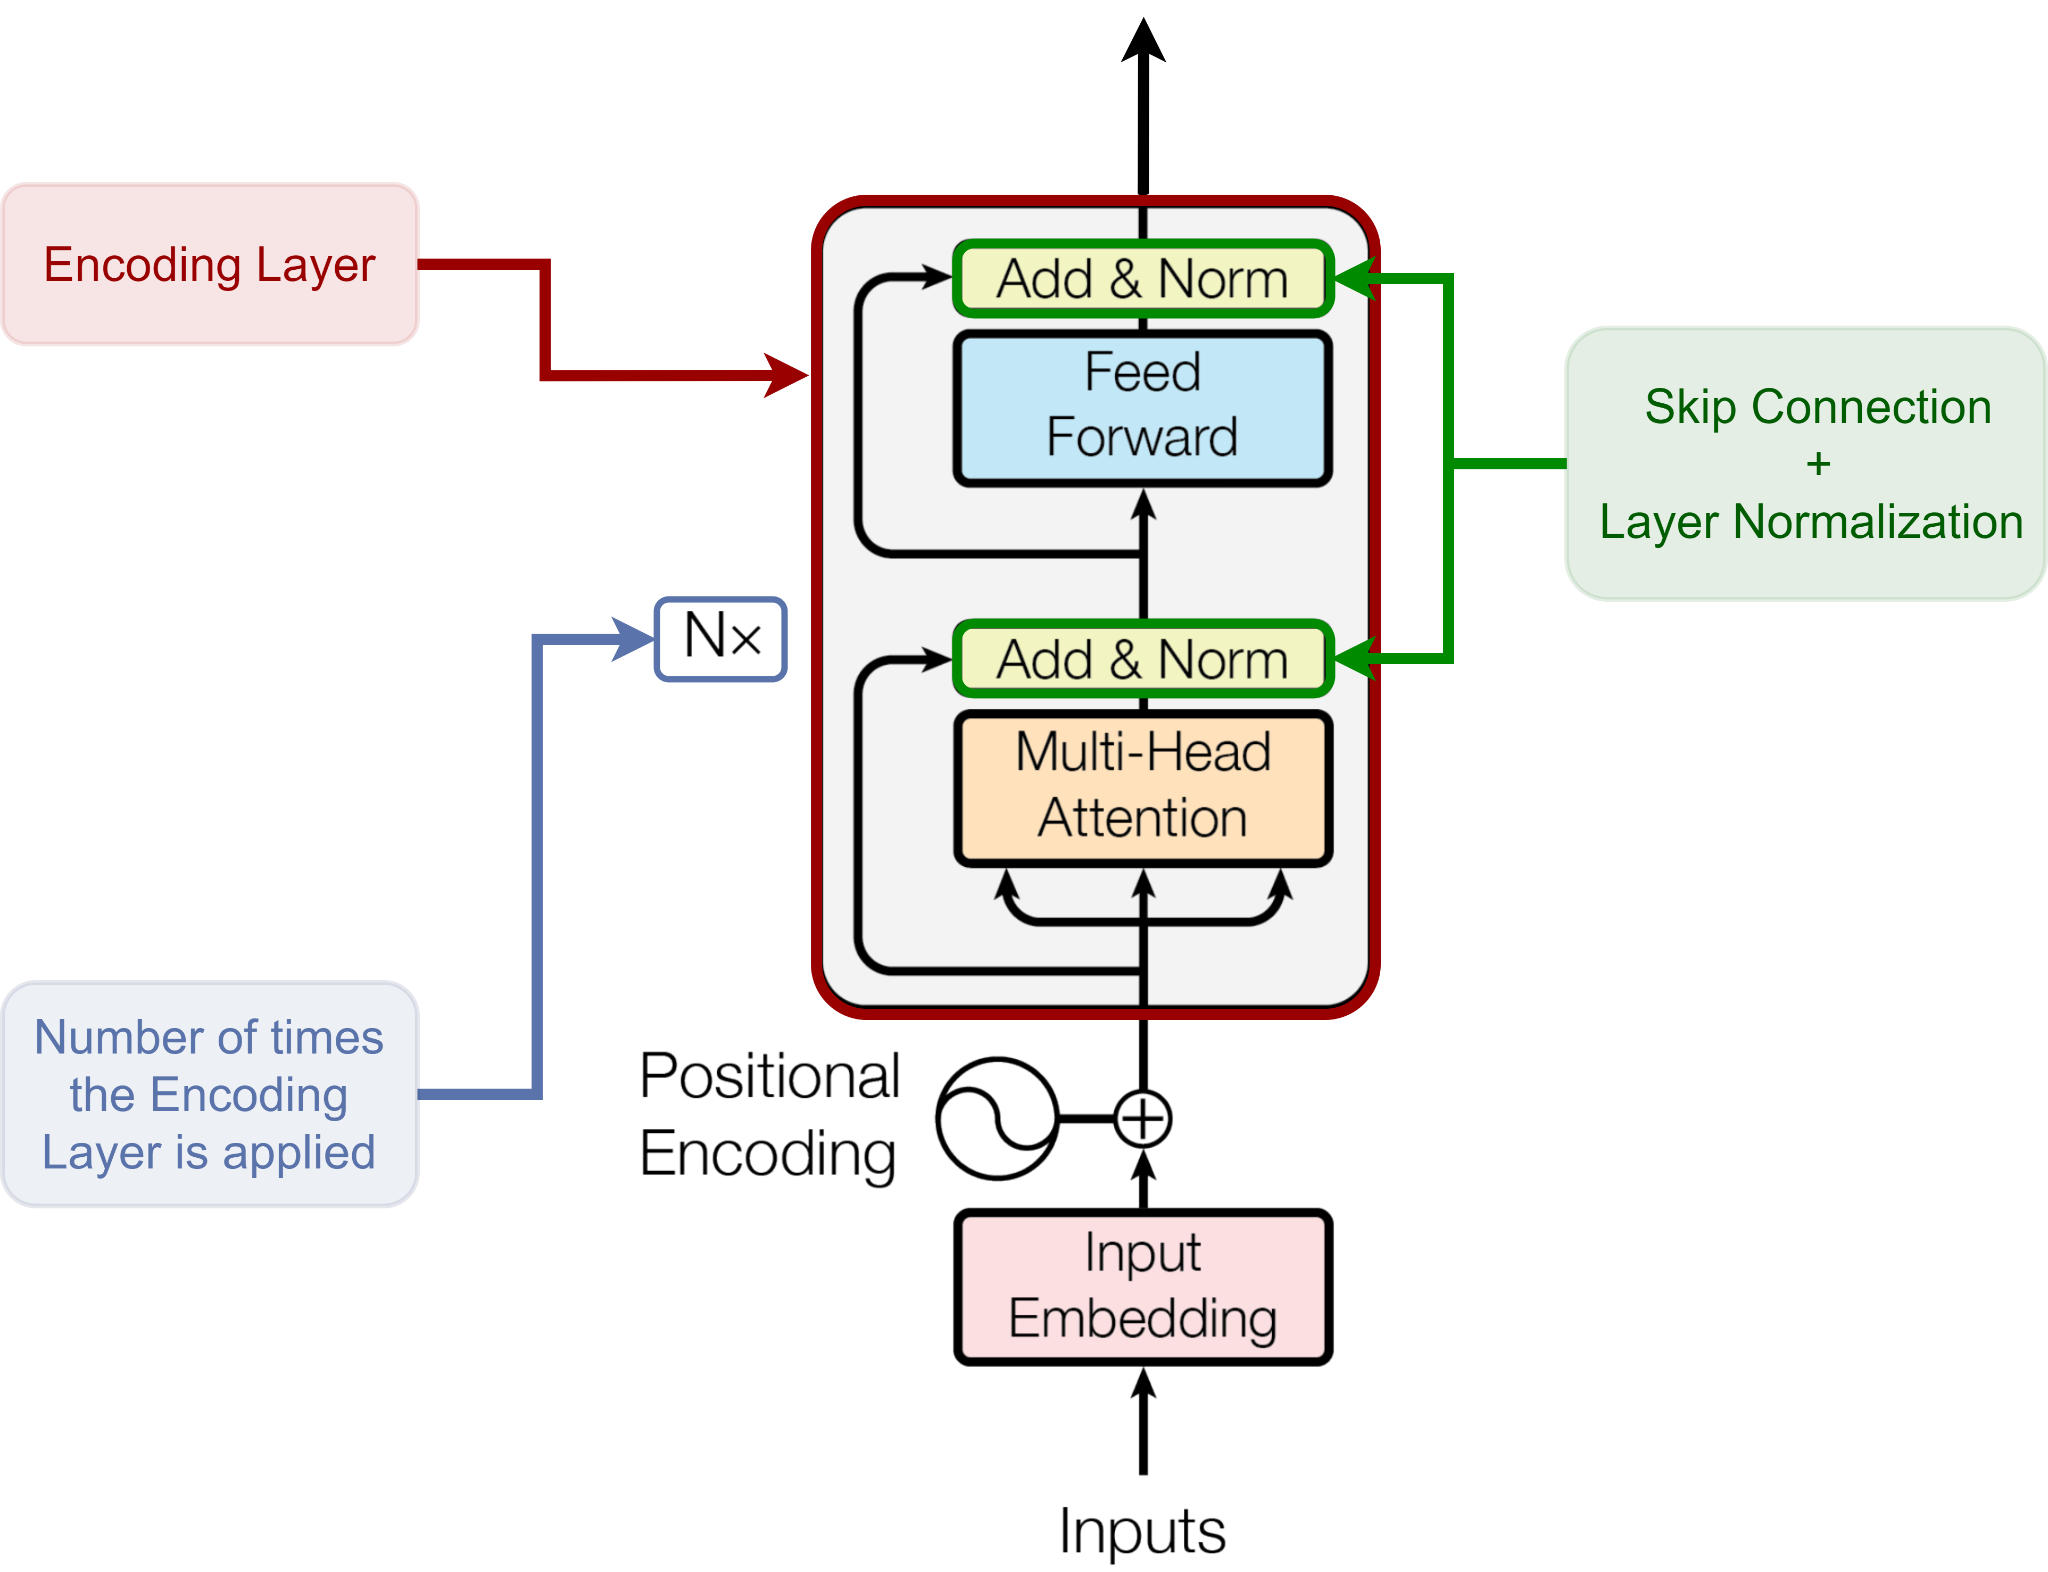 Encoding Layer
Add & Norm
Feed
Forward
Skip Connection
+
Layer Normalization
N×
Add & Norm
Multi-Head
Attention
Number of times
the Encoding
Layer is applied
Positional
Encoding
Input
Embedding
Inputs